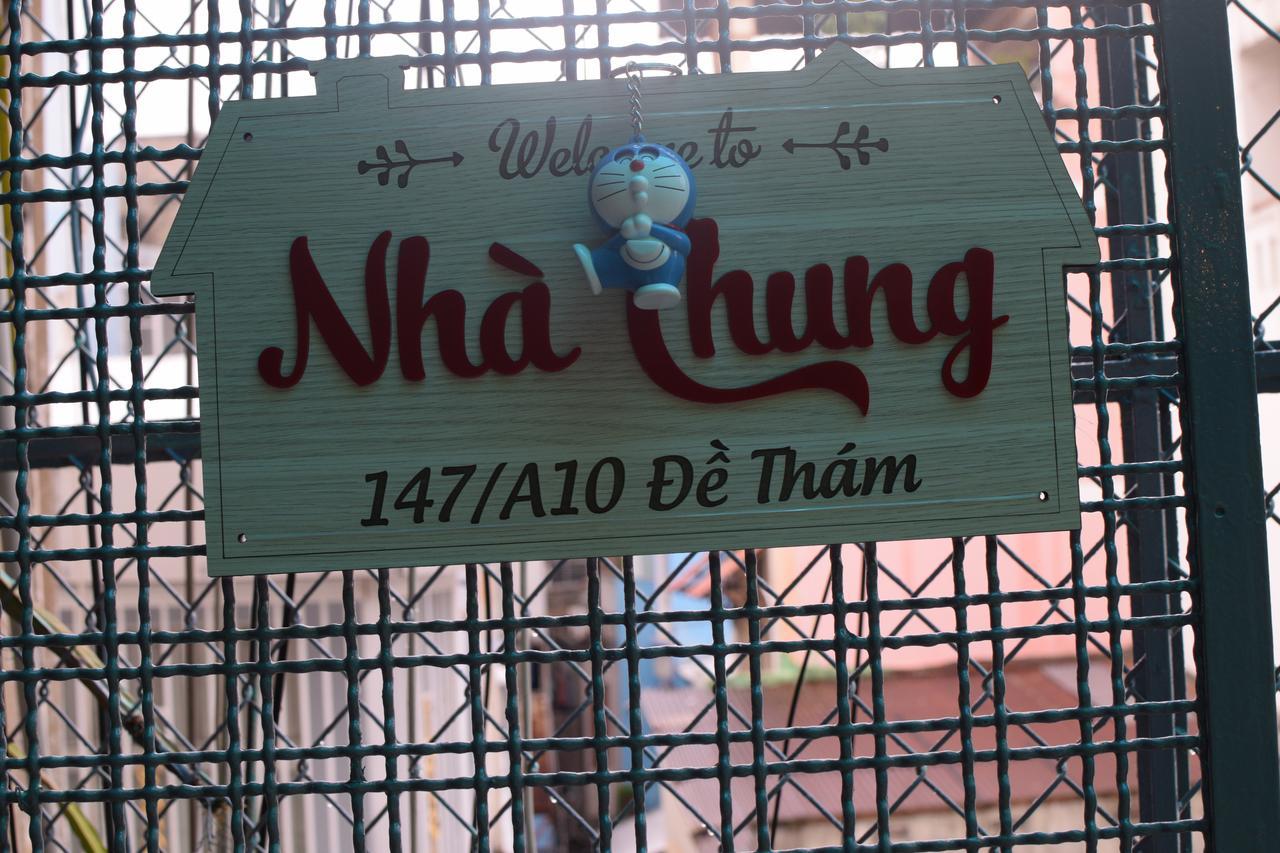 Welcome to
Nhà Chung
147/A10 Đề Thám